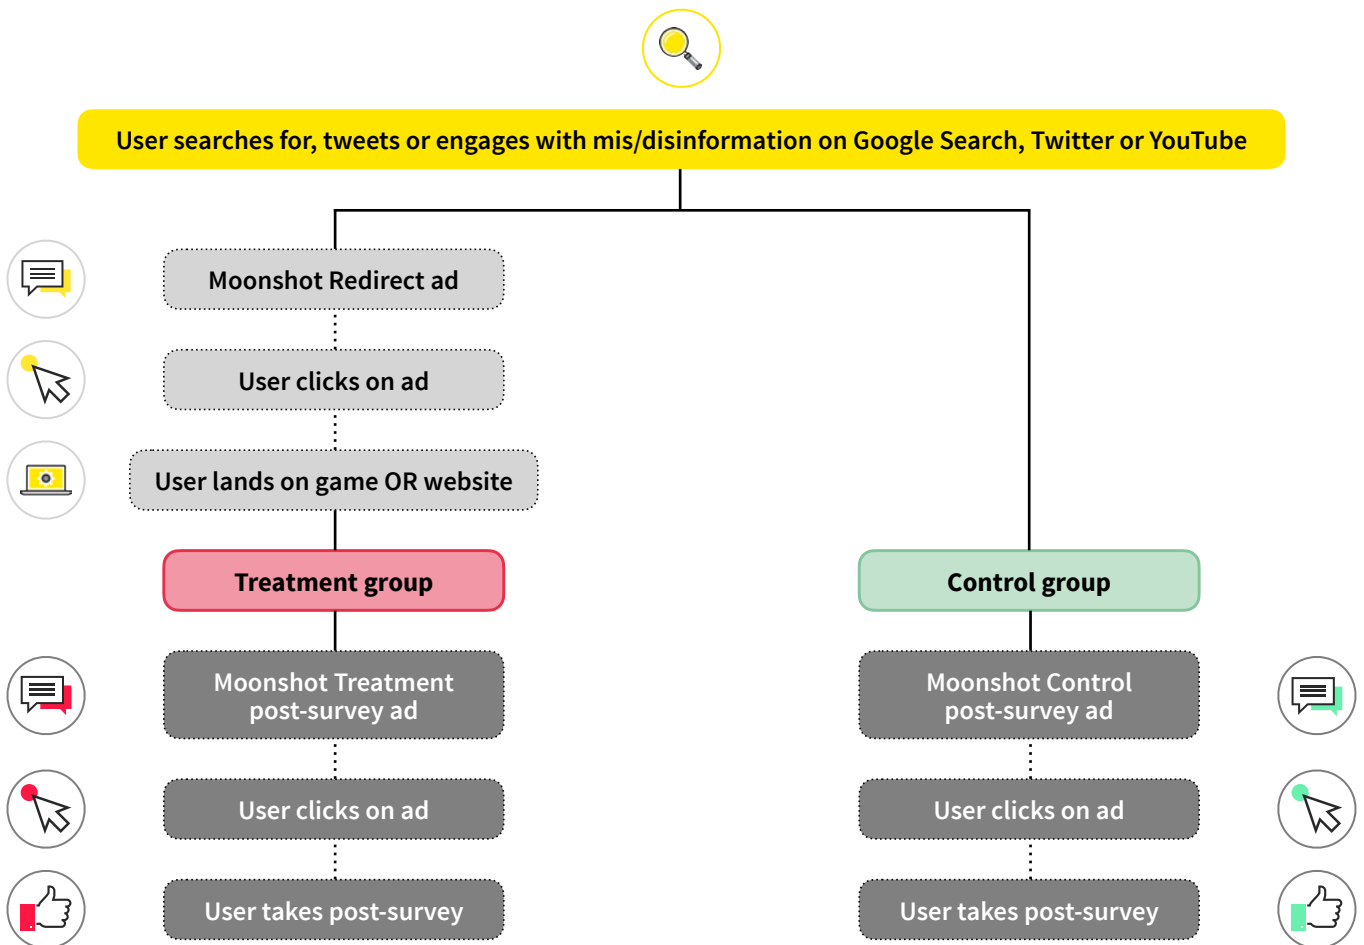 User searches for, tweets or engages with mis/disinformation on Google Search, Twitter or YouTube
Moonshot Redirect ad
User clicks on ad
User lands on game OR website
Treatment group
Moonshot Treatment
post-survey ad
User clicks on ad
User takes post-survey
Control group
Moonshot Control
post-survey ad
User clicks on ad
User takes post-survey